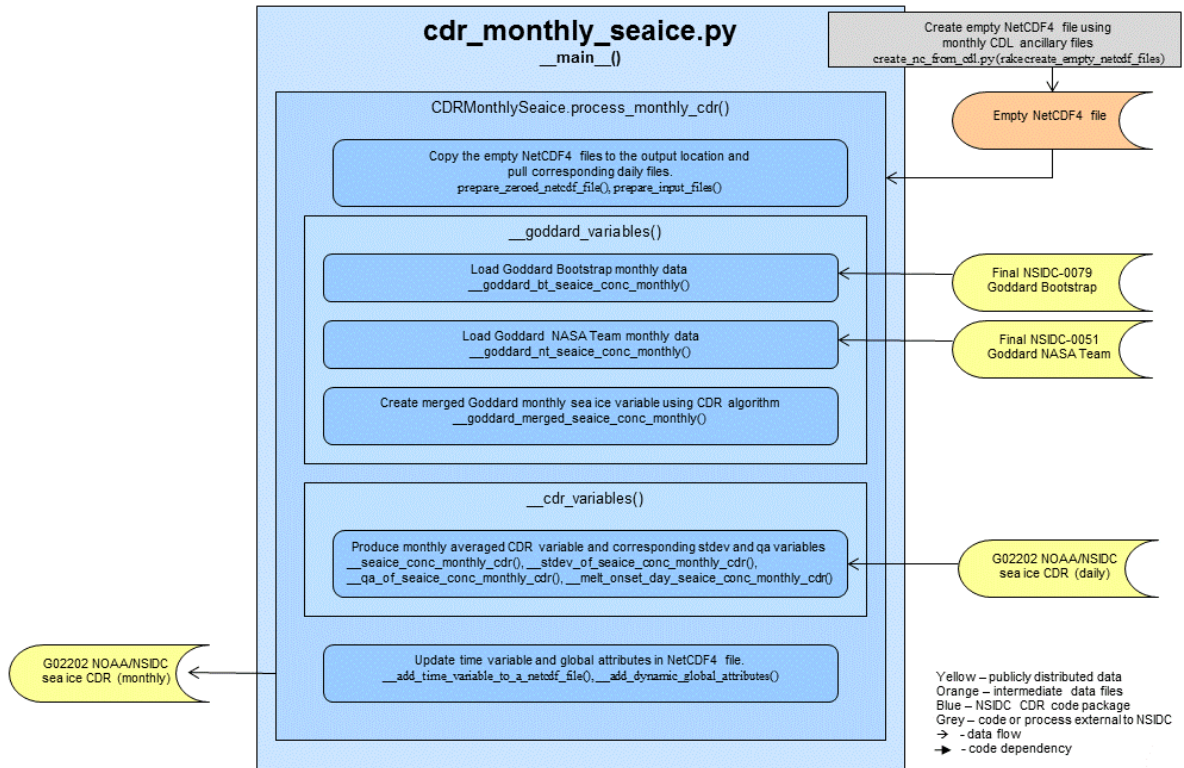 cdr_monthly_seaice.py
__main__()
Create empty NetCDF4 file using
monthly CDL ancillary files
create_nc_from_cdl.py(rakecreate_empty_netcdf_files)
Empty NetCDF4 file
CDRMonthlySeaice.process_monthly_cdr()
Copy the empty NetCDF4 files to the output location and
pull corresponding daily files.
prepare_zeroed_netcdf_file(), prepare_input_files()
__goddard_variables()
Load Goddard Bootstrap monthly data
__goddard_bt_seaice_conc_monthly()
Final NSIDC-0079
Goddard Bootstrap
Load Goddard NASA Team monthly data
__goddard_nt_seaice_conc_monthly()
Final NSIDC-0051
Goddard NASA Team
Create merged Goddard monthly sea ice variable using CDR algorithm
__goddard_merged_seaice_conc_monthly()
__cdr_variables()
Produce monthly averaged CDR variable and corresponding stdev and qa variables
__seaice_conc_monthly_cdr(), __stdev_of_seaice_conc_monthly_cdr(),
__qa_of_seaice_conc_monthly_cdr(), __melt_onset_day_seaice_conc_monthly_cdr()
G02202 NOAA/NSIDC
sea ice CDR (daily)
Update time variable and global attributes in NetCDF4 file.
__add_time_variable_to_a_netcdf_file(), __add_dynamic_global_attributes()
G02202 NOAA/NSIDC
sea ice CDR (monthly)
Yellow – publicly distributed data
Orange – intermediate data files
Blue – NSIDC CDR code package
Grey – code or process external to NSIDC
- data flow
- code dependency